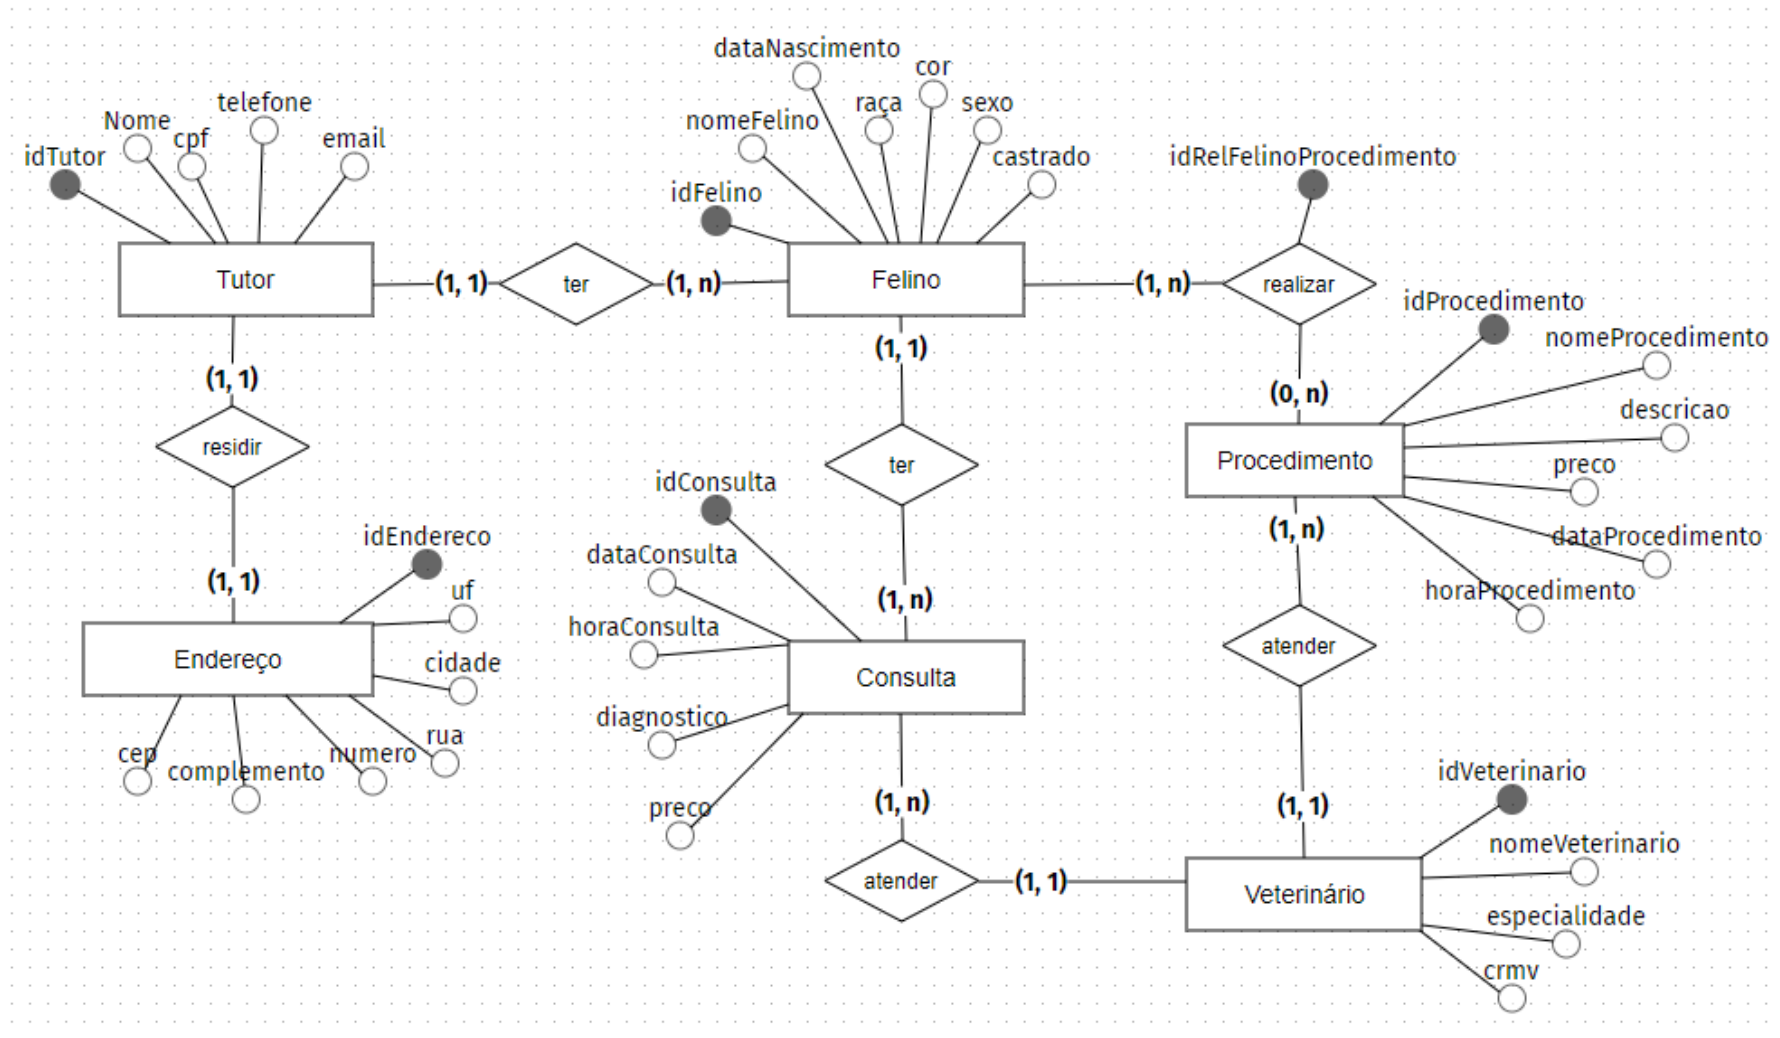 dataNascimento
cor
telefone
raça
sexo
Nome
nomeFelino
cpf
email
idTutor
castrado
idRelFelinoProcedimento
idFelino
Tutor
(1, 1)
ter
(1, n)
Felino
(1, n)
realizar
idProcedimento
nomeProcedimento
(1, 1)
(1, 1)
(0, n)
descricao
residir
ter
Procedimento
preco
idConsulta
(1, n)
idEndereco
dataProcedimento
dataConsulta
(1, 1)
uf
horaProcedimento
(1, n)
horaConsulta
atender
Endereço
cidade
Consulta
diagnostico
rua
cep
numero
complemento
idVeterinario
preco
(1, n)
(1, 1)
nomeVeterinario
atender
(1, 1)
Veterinário
especialidade
crmv